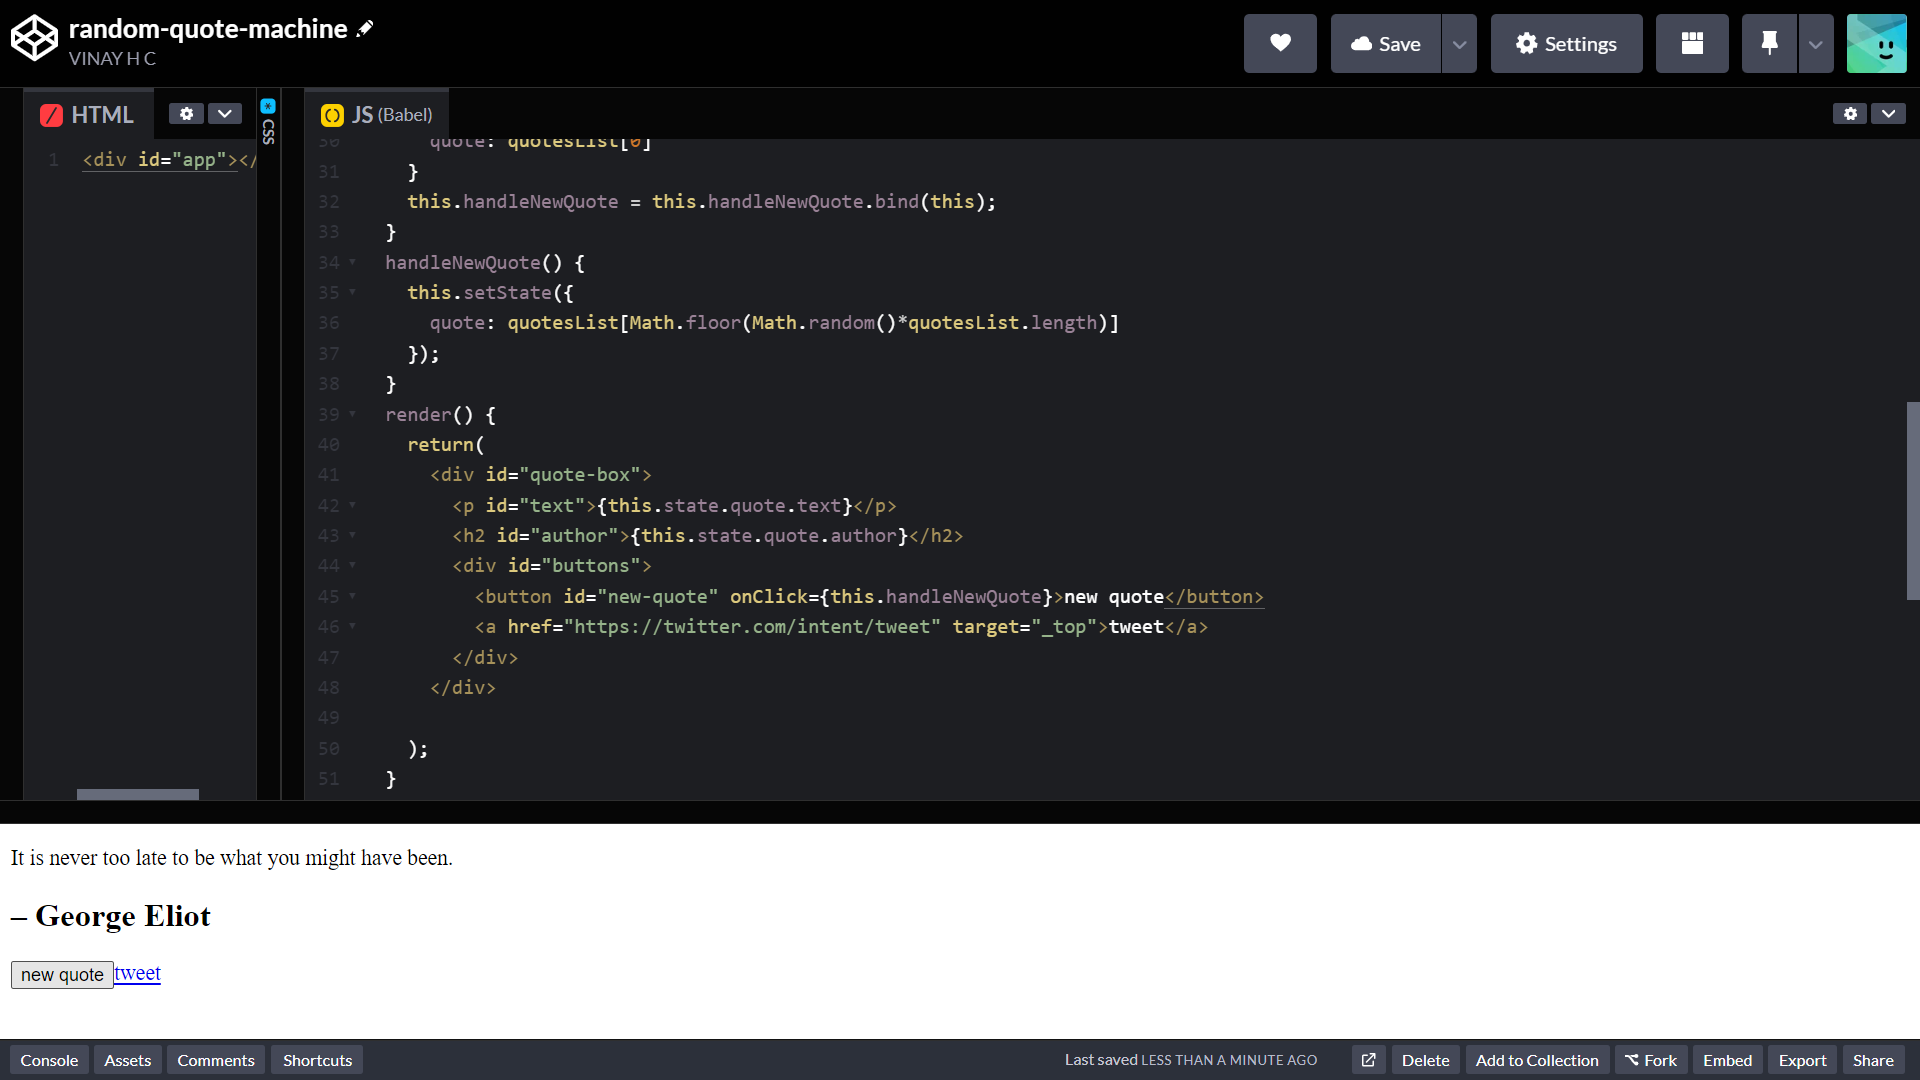 random-quote-machine
VINAY H C
Save
Settings
HTML
CSS
JS (Babel)
1 <div id="app"></
30 quote: quotesList[0]
31 }
32 this.handleNewQuote = this.handleNewQuote.bind(this);
33 }
34 handleNewQuote() {
35 this.setState({
36 quote: quotesList[Math.floor(Math.random()*quotesList.length)]
37 });
38 }
39 render() {
40 return(
41 <div id="quote-box">
42 <p id="text">{this.state.quote.text}</p>
43 <h2 id="author">{this.state.quote.author}</h2>
44 <div id="buttons">
45 <button id="new-quote" onClick={this.handleNewQuote}>new quote</button>
46 <a href="https://twitter.com/intent/tweet" target="_top">tweet</a>
47 </div>
48 </div>
49
50 );
51 }
It is never too late to be what you might have been.
– George Eliot
new quote tweet
Console Assets Comments Shortcuts Last saved LESS THAN A MINUTE AGO Delete Add to Collection Fork Embed Export Share